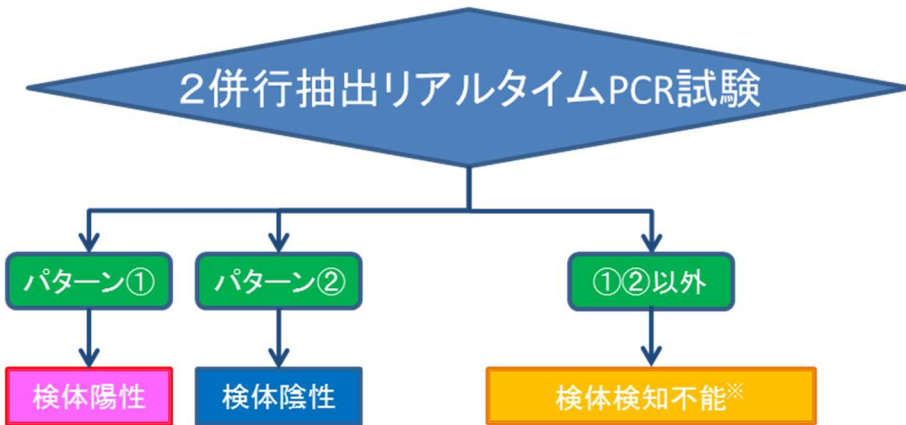 2併行抽出リアルタイムPCR試験
パターン①
パターン②
①②以外
検体陽性
検体陰性
検体検知不能※